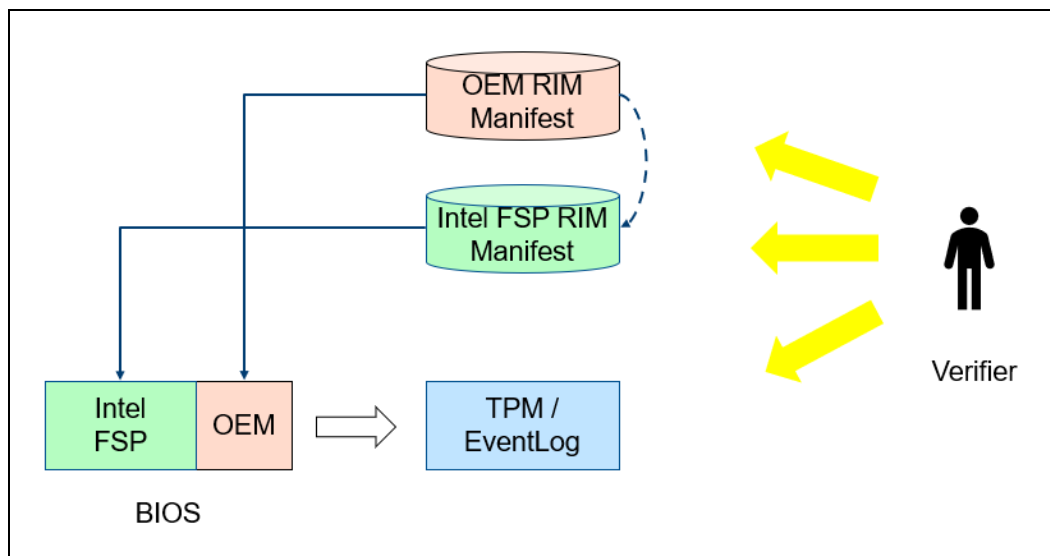 OEM RIM
Manifest
Intel FSP RIM
Manifest
Verifier
Intel
FSP
OEM
TPM /
EventLog
BIOS